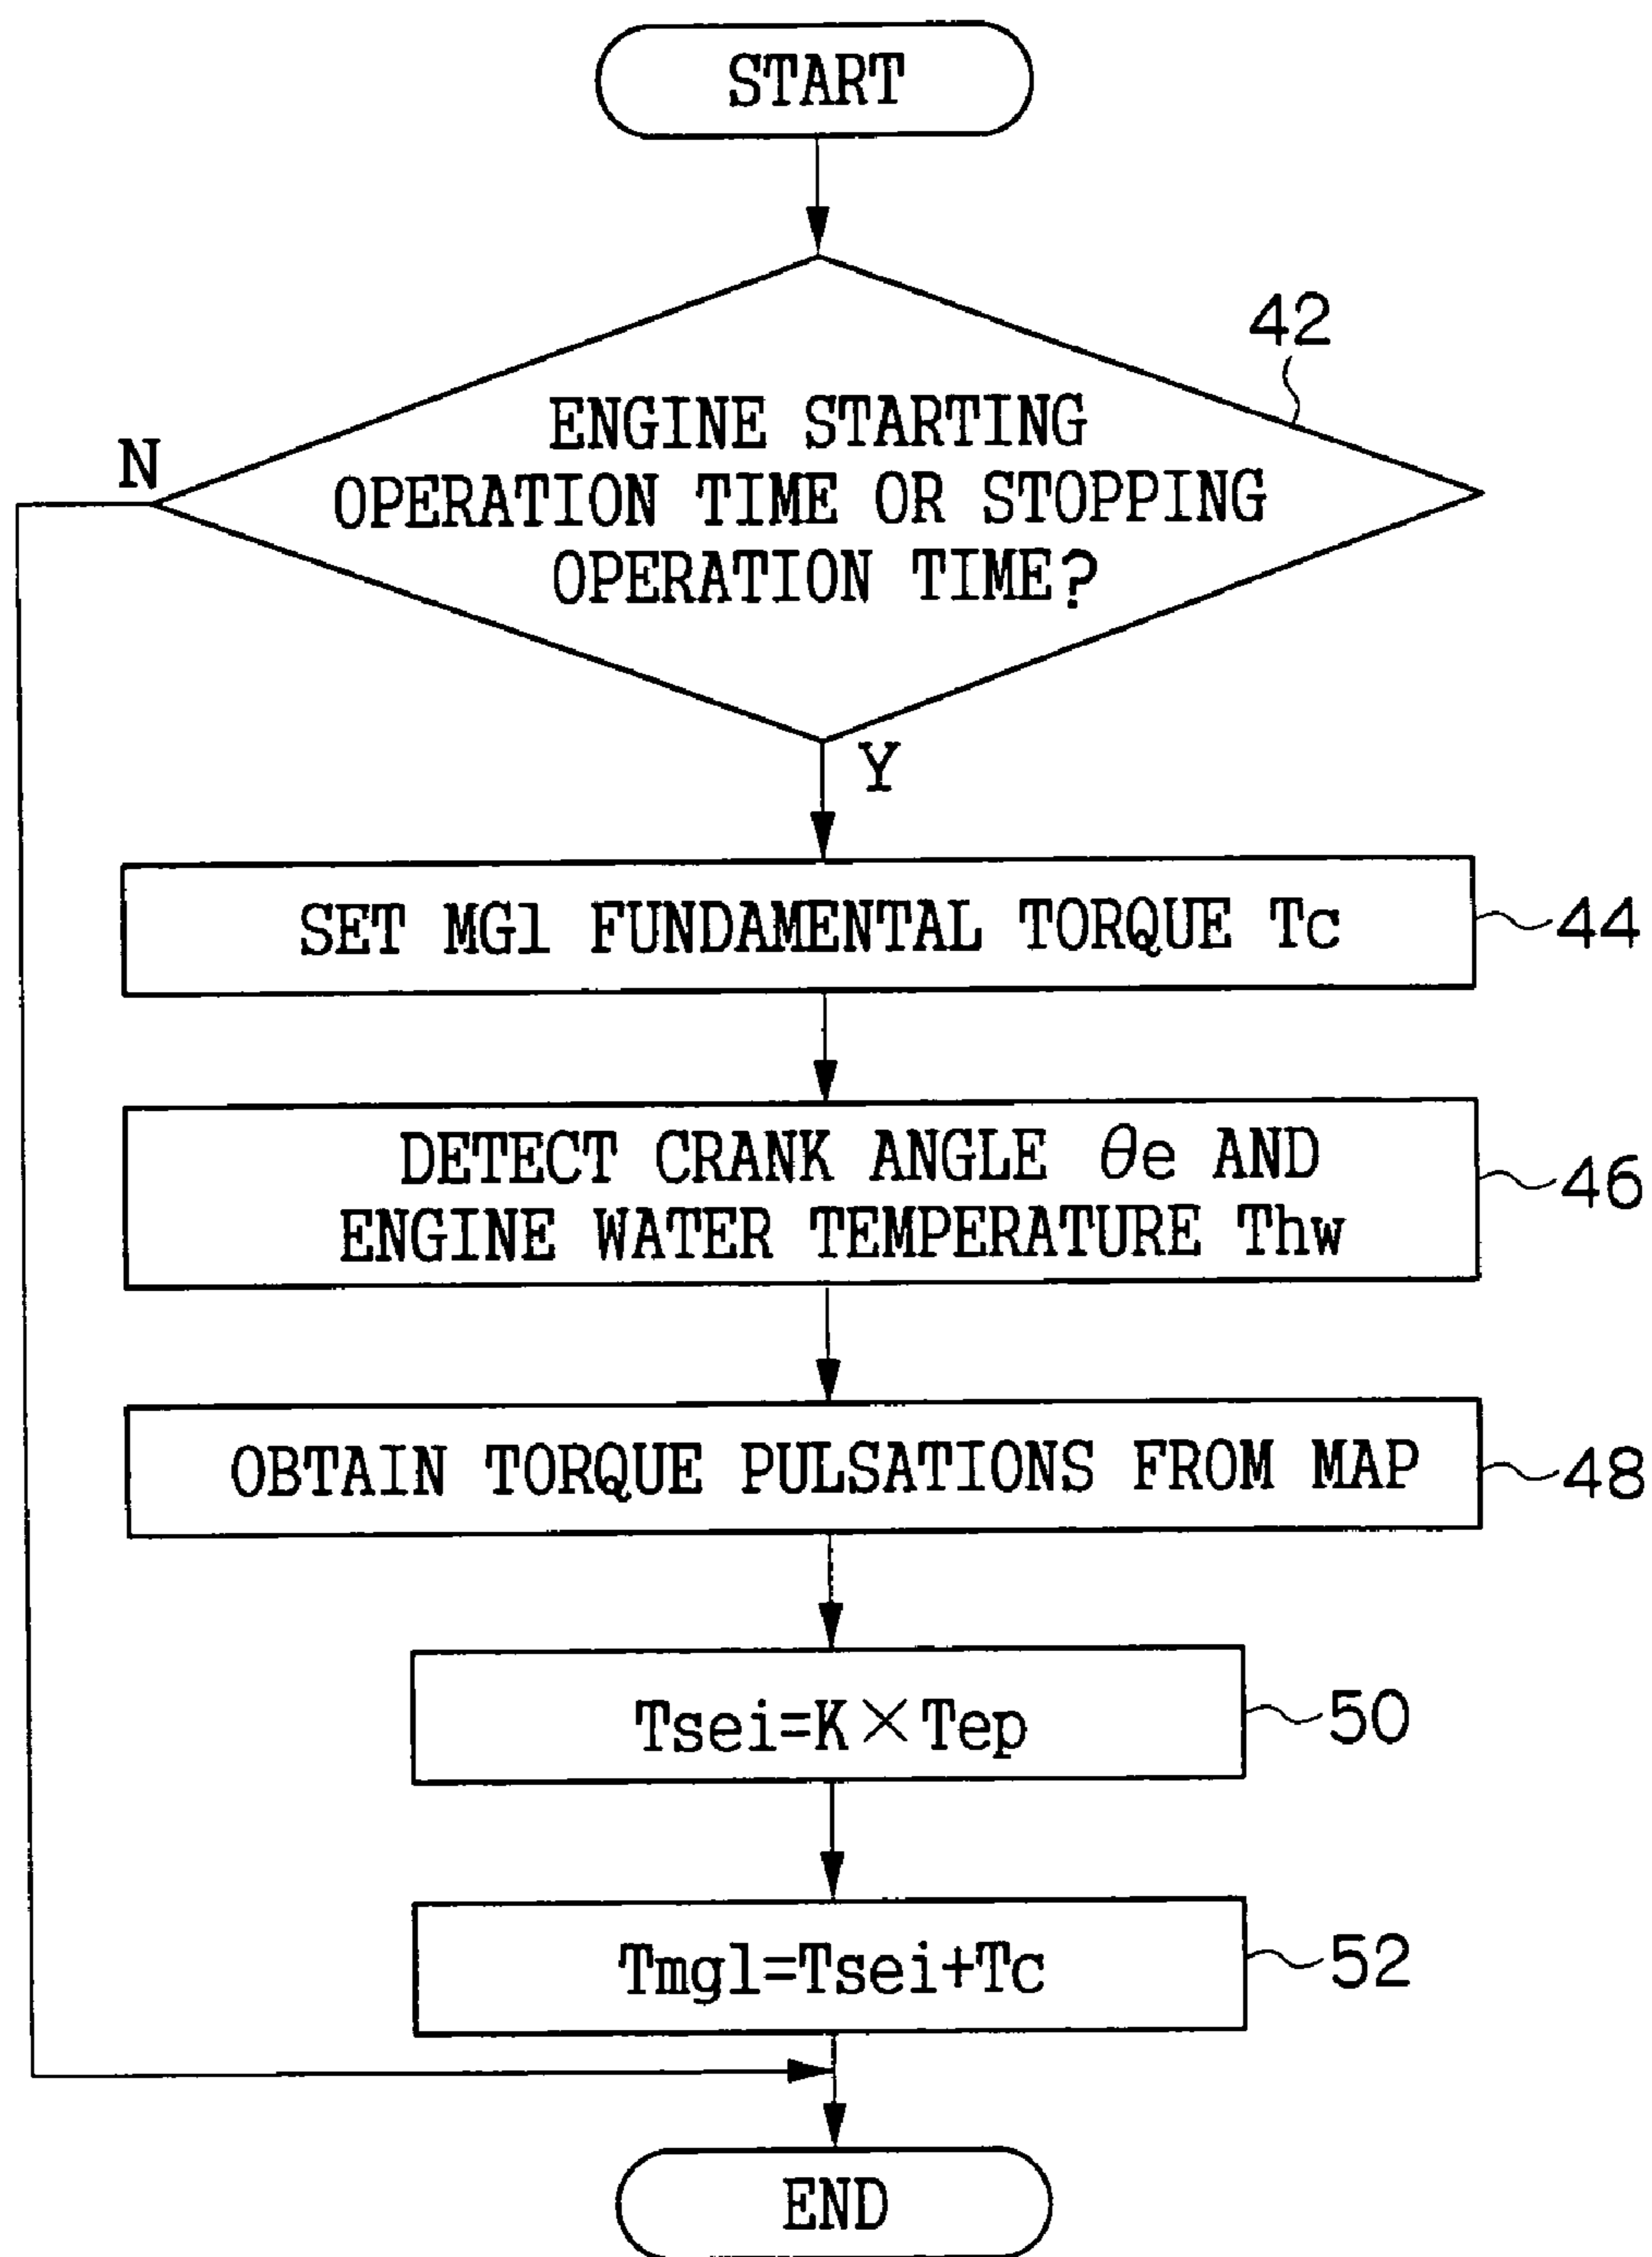 START
42
ENGINE STARTING
OPERATION TIME OR STOPPING
OPERATION TIME?
N
Y
SET MG1 FUNDAMENTAL TORQUE Tc
44
DETECT CRANK ANGLE θe AND
ENGINE WATER TEMPERATURE Thw
46
OBTAIN TORQUE PULSATIONS FROM MAP
48
Tsei=K×Tep
50
Tmg1=Tsei+Tc
52
END